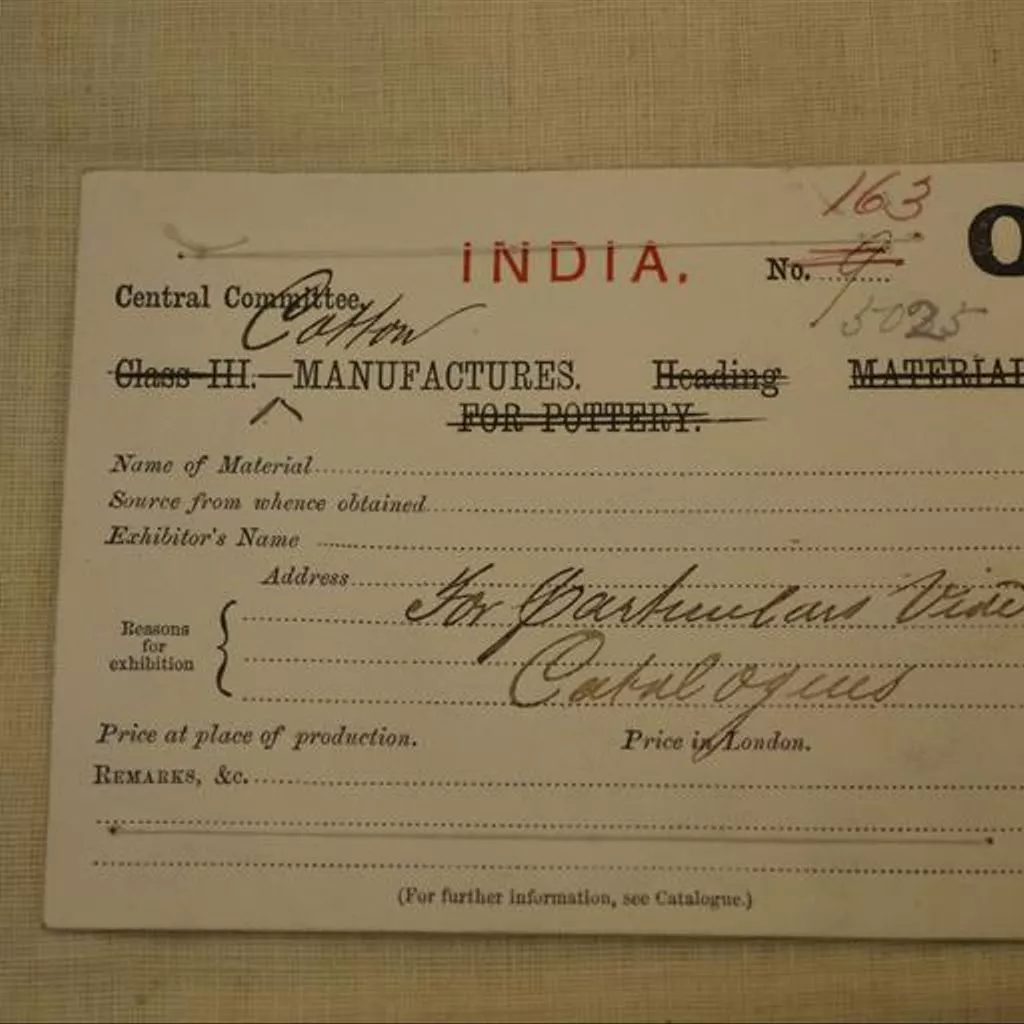 163
INDIA. No. 9 O
Central Committee. 5025
Cotton
Class III.—MANUFACTURES. Heading MATERIAL
FOR POTTERY.
Name of Material
Source from whence obtained
Exhibitor's Name
Address
For Particulars Vide
Reasons
for
exhibition
Catalogues
Price at place of production. Price in London.
REMARKS, &c.
(For further information, see Catalogue.)